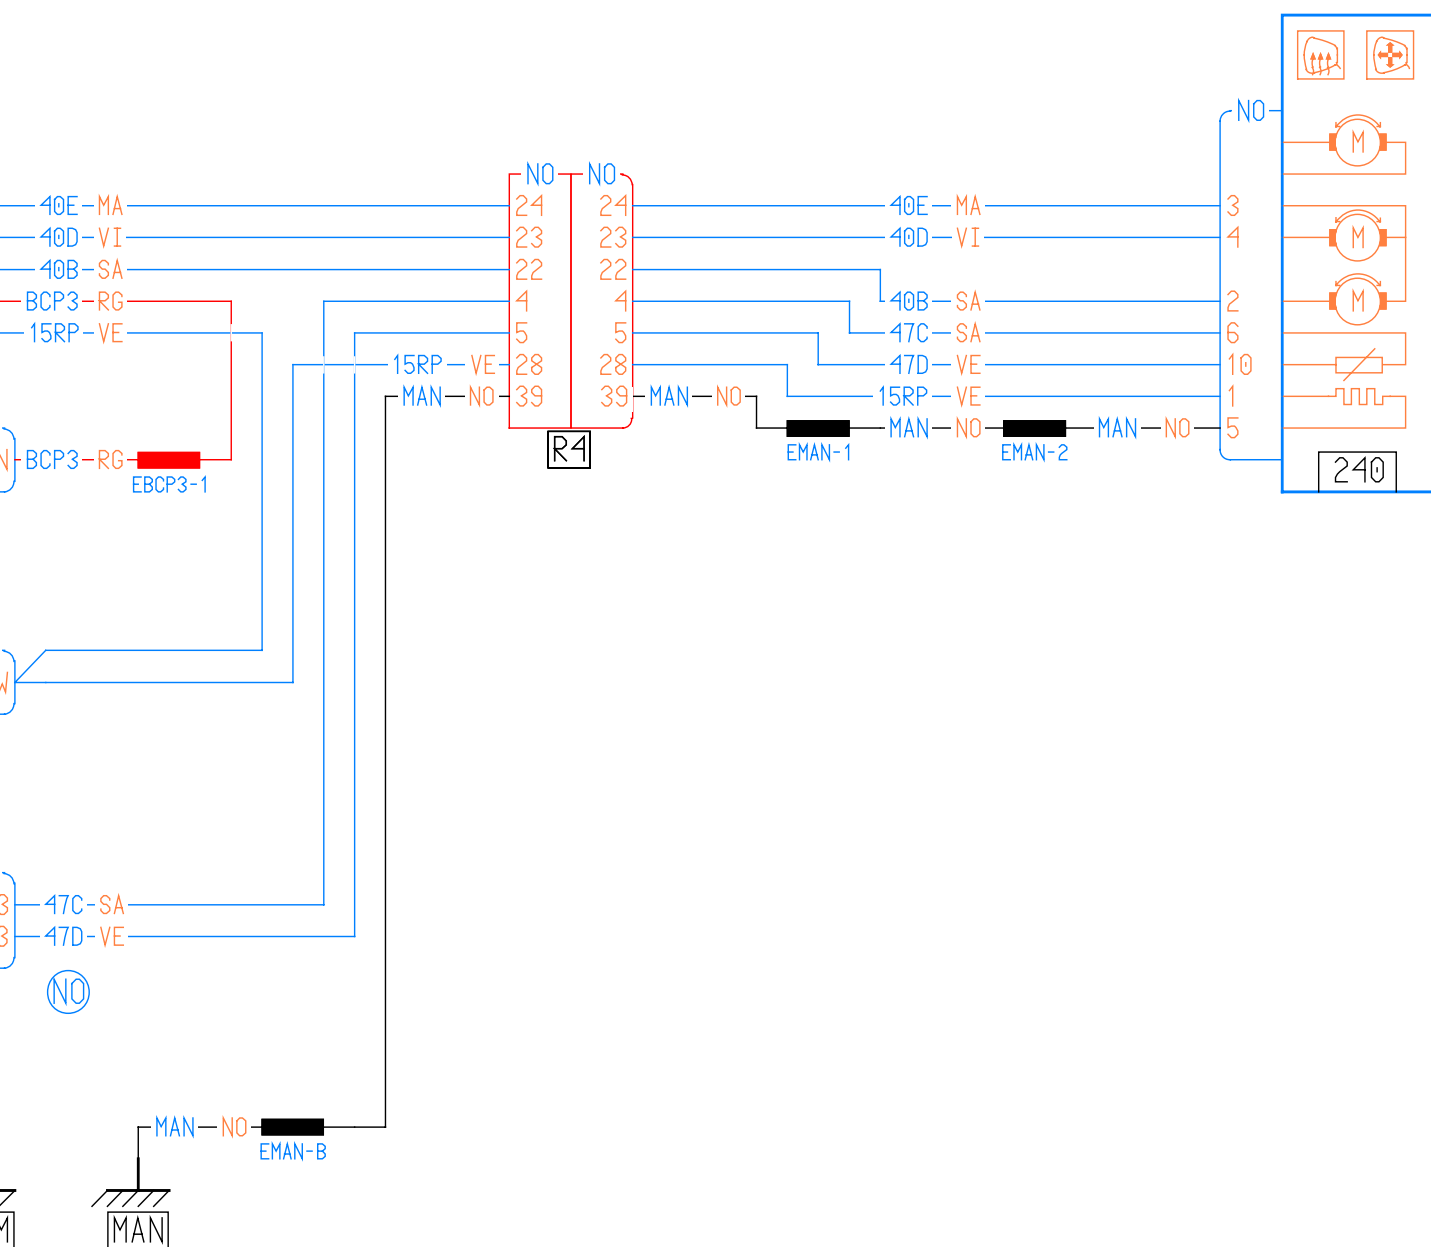 NO
M
NO NO
40E MA 24 24 40E MA 3
40D VI 23 23 40D VI 4 M
40B SA 22 22
BCP3 RG 4 4 40B SA 2 M
15RP VE 5 5 47C SA 6
15RP VE 28 28 47D VE 10
MAN NO 39 39 MAN NO 15RP VE 1
MAN NO MAN NO 5
R4
EMAN-1 EMAN-2
N BCP3 RG
240
EBCP3-1
W
3 47C SA
3 47D VE
NO
MAN NO
EMAN-B
M MAN